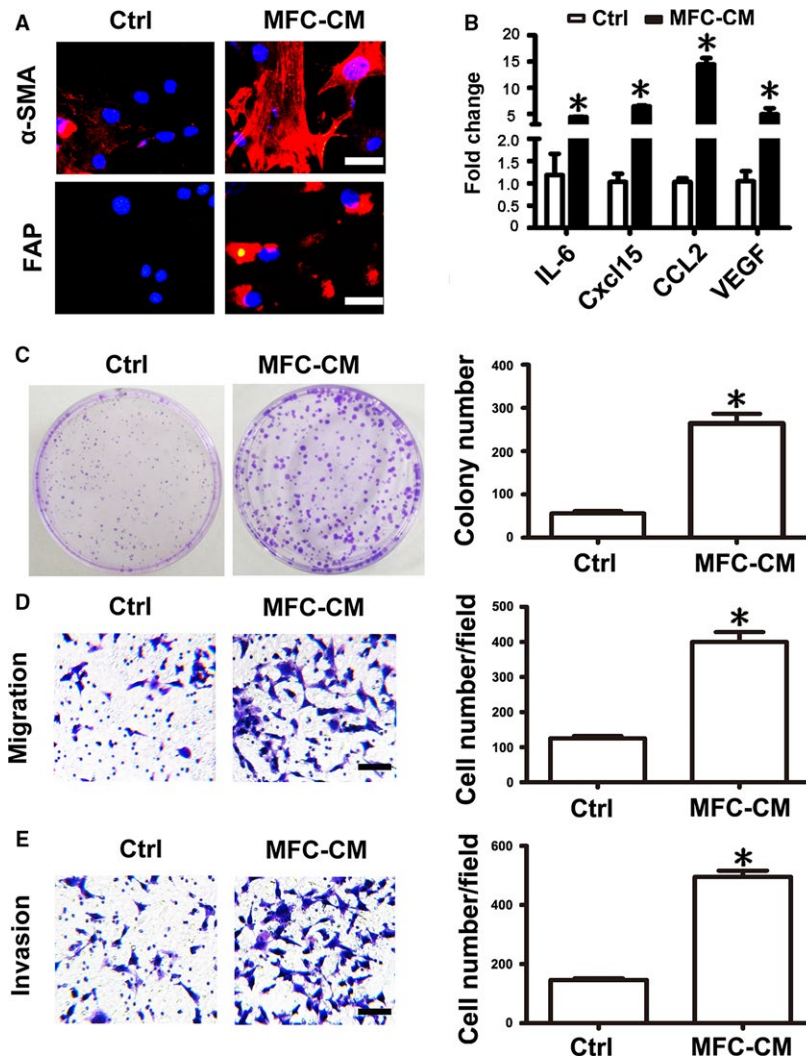 A
Ctrl
MFC-CM
α-SMA
FAP
B
Ctrl
MFC-CM
Fold change
20
15
10
5
2.0
1.5
1.0
0.5
0
*
*
*
*
IL-6
Cxcl15
CCL2
VEGF
C
Ctrl
MFC-CM
Colony number
400
300
200
100
0
*
Ctrl
MFC-CM
D
Ctrl
MFC-CM
Migration
Cell number/field
500
400
300
200
100
0
*
Ctrl
MFC-CM
E
Ctrl
MFC-CM
Invasion
Cell number/field
600
400
200
0
*
Ctrl
MFC-CM